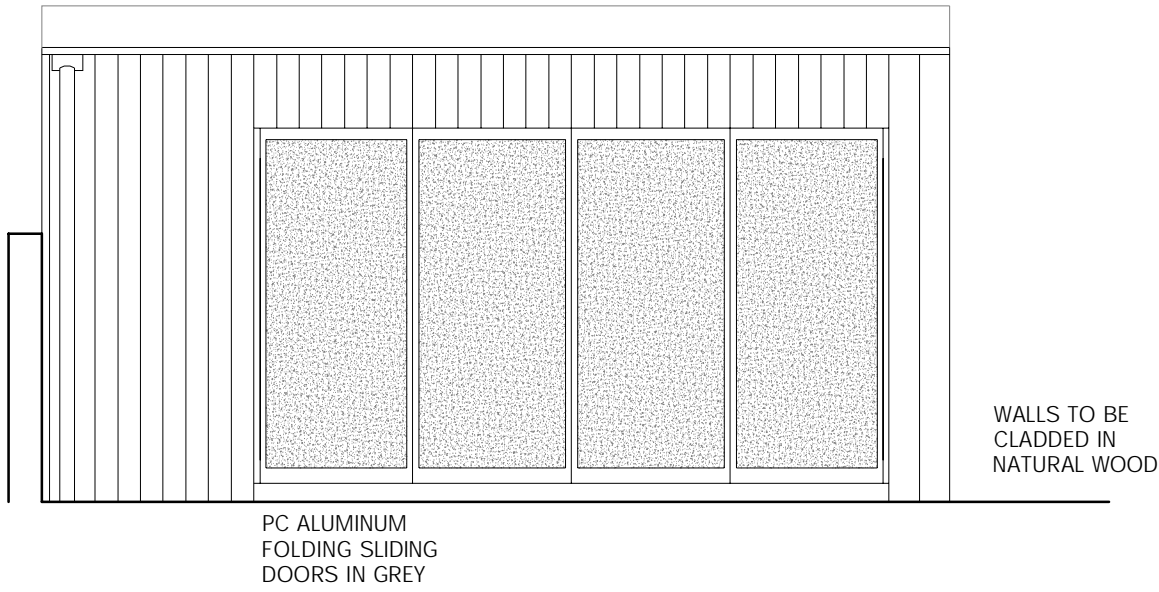 WALLS TO BE
CLADDED IN
NATURAL WOOD
PC ALUMINUM
FOLDING SLIDING
DOORS IN GREY